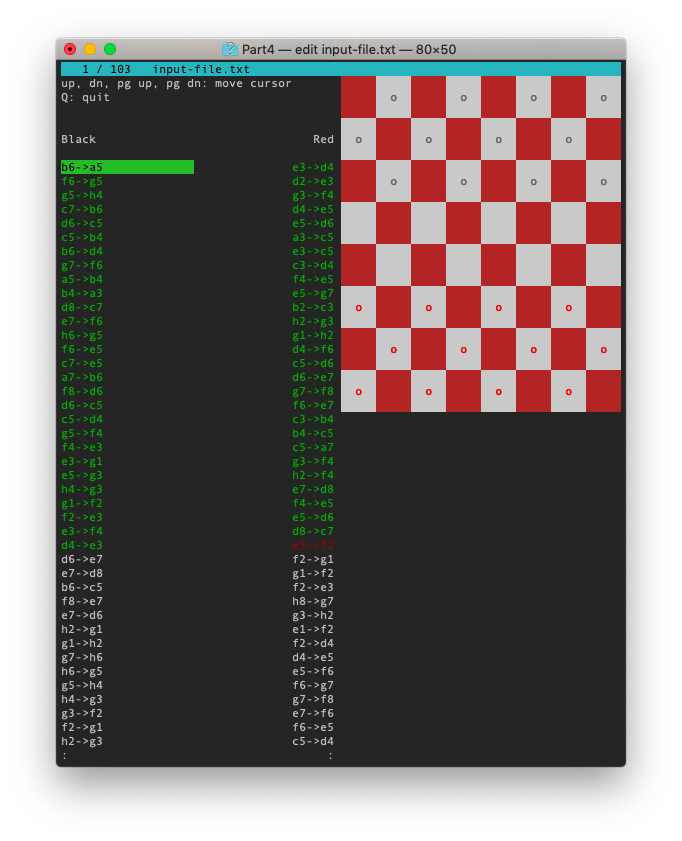 Part4 — edit input-file.txt — 80×50
1 / 103 input-file.txt
up, dn, pg up, pg dn: move cursor
Q: quit
Black Red
b6->a5 e3->d4
f6->g5 d2->e3
g5->h4 g3->f4
c7->b6 d4->e5
d6->c5 e5->d6
c5->b4 a3->c5
b6->d4 e3->c5
g7->f6 c3->d4
a5->b4 f4->e5
b4->a3 e5->g7
d8->c7 b2->c3
e7->f6 h2->g3
h6->g5 g1->h2
f6->e5 d4->f6
c7->e5 c5->d6
a7->b6 d6->e7
f8->d6 g7->f8
d6->c5 f6->e7
c5->d4 c3->b4
g5->f4 b4->c5
f4->e3 c5->a7
e3->g1 g3->f4
e5->g3 h2->f4
h4->g3 e7->d8
g1->f2 f4->e5
f2->e3 e5->d6
e3->f4 d8->c7
d4->e3 e3->f2
d6->e7 f2->g1
e7->d8 g1->f2
b6->c5 f2->e3
f8->e7 h8->g7
e7->d6 g3->h2
h2->g1 e1->f2
g1->h2 f2->d4
g7->h6 d4->e5
h6->g5 e5->f6
g5->h4 f6->g7
h4->g3 g7->f8
g3->f2 e7->f6
f2->g1 f6->e5
h2->g3 c5->d4
: :
o o o o
o o o o
o o o o
o o o o
o o o o
o o o o